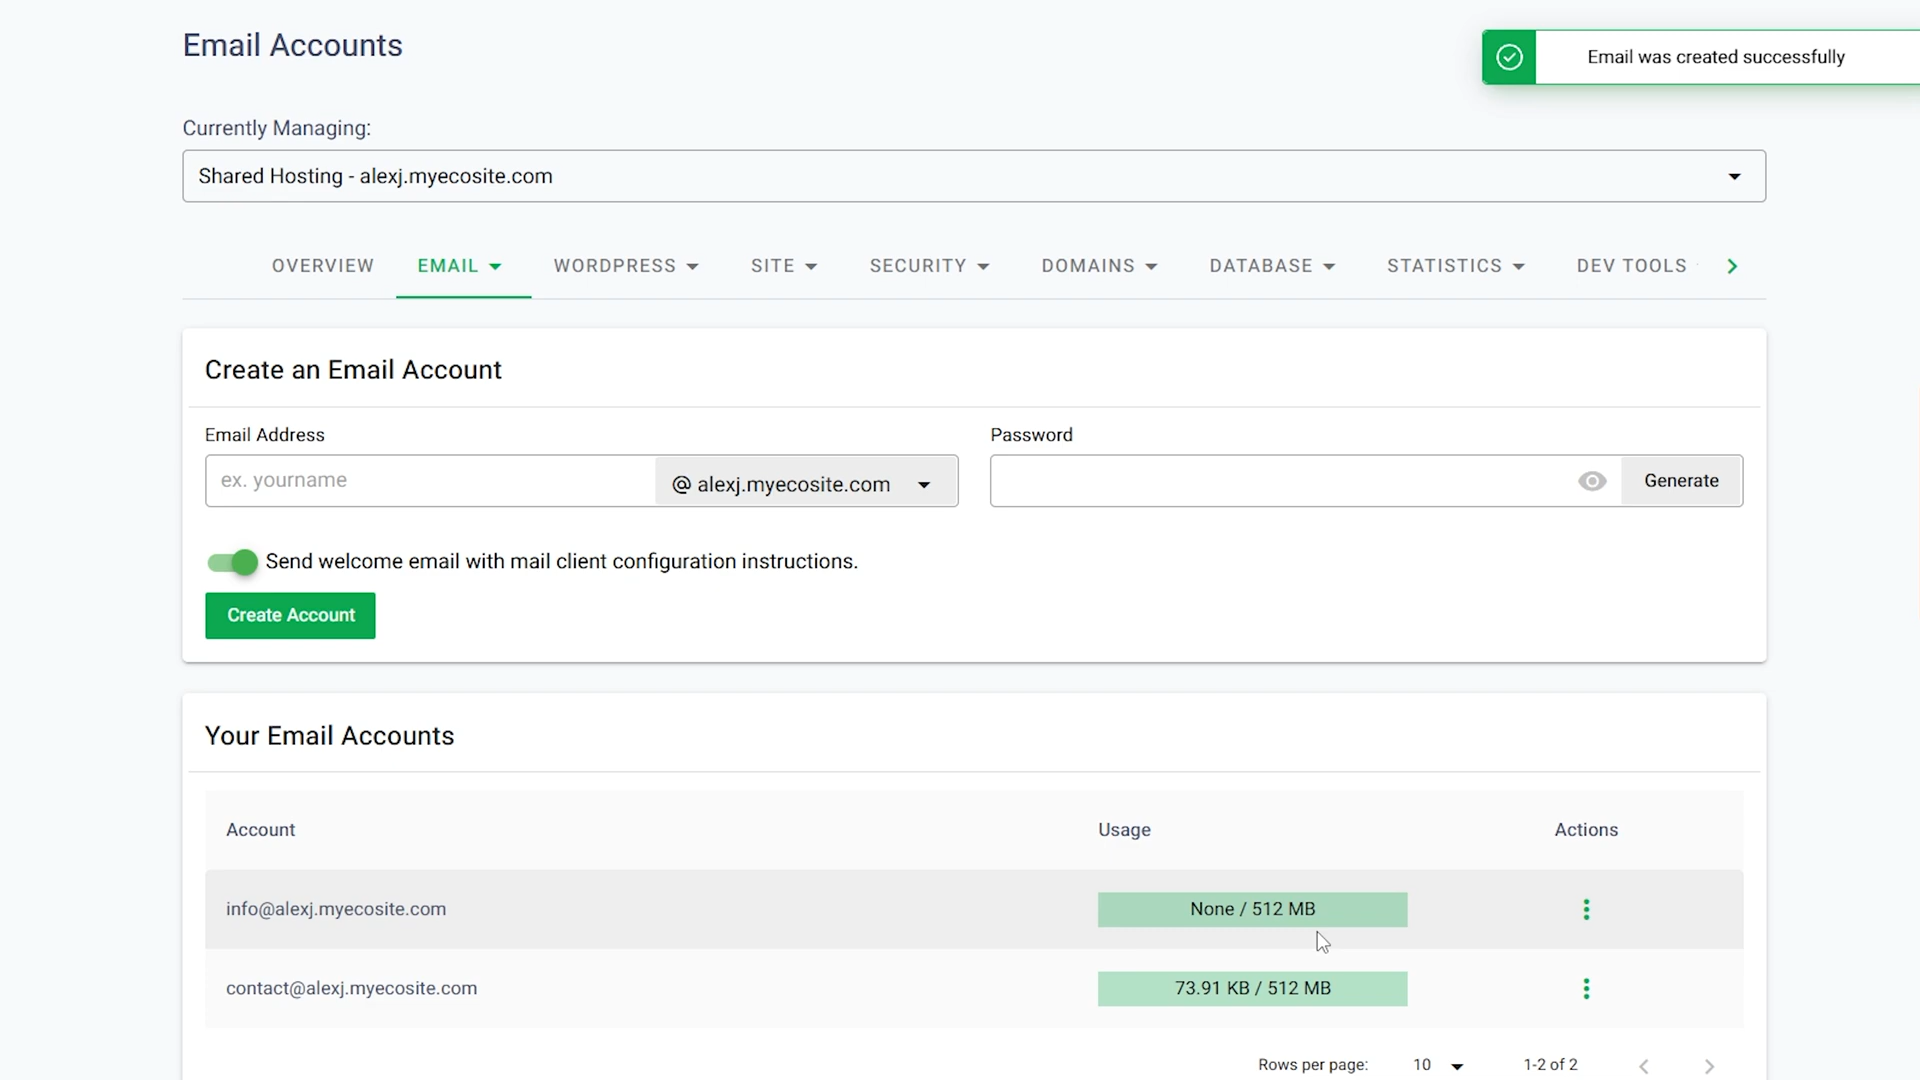 Email Accounts
Email was created successfully
Currently Managing:
Shared Hosting - alexj.myecosite.com
OVERVIEW EMAIL WORDPRESS SITE SECURITY DOMAINS DATABASE STATISTICS DEV TOOLS
Create an Email Account
Email Address Password
ex. yourname @ alexj.myecosite.com Generate
Send welcome email with mail client configuration instructions.
Create Account
Your Email Accounts
Account Usage Actions
info@alexj.myecosite.com None / 512 MB
contact@alexj.myecosite.com 73.91 KB / 512 MB
Rows per page: 10 1-2 of 2